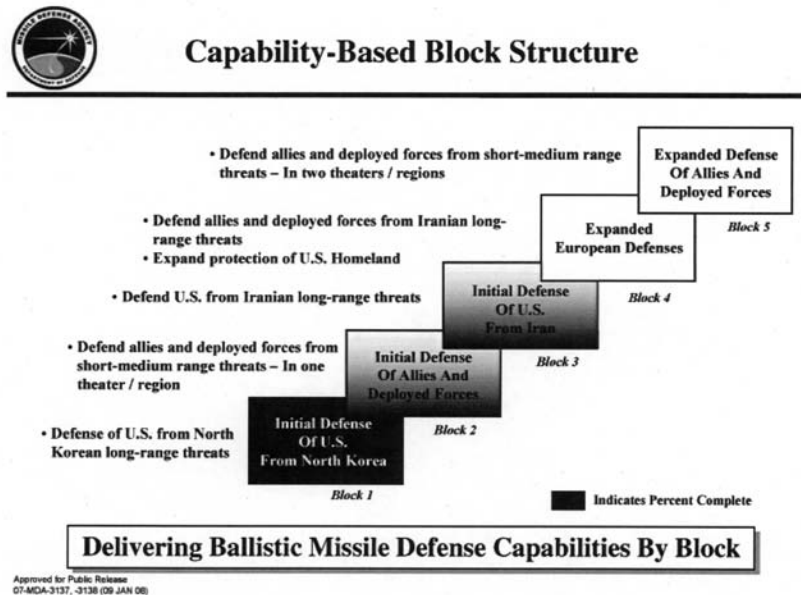 MISSILE DEFENSE AGENCY
DEPARTMENT OF DEFENSE
Capability-Based Block Structure
• Defend allies and deployed forces from short-medium range
threats – In two theaters / regions
Expanded Defense
Of Allies And
Deployed Forces
Block 5
• Defend allies and deployed forces from Iranian long-
range threats
• Expand protection of U.S. Homeland
Expanded
European Defenses
Block 4
• Defend U.S. from Iranian long-range threats
Initial Defense
Of U.S.
From Iran
Block 3
• Defend allies and deployed forces from
short-medium range threats – In one
theater / region
Initial Defense
Of Allies And
Deployed Forces
Block 2
• Defense of U.S. from North
Korean long-range threats
Initial Defense
Of U.S.
From North Korea
Block 1
Indicates Percent Complete
Delivering Ballistic Missile Defense Capabilities By Block
Approved for Public Release
07-MDA-3137, -3138 (09 JAN 08)